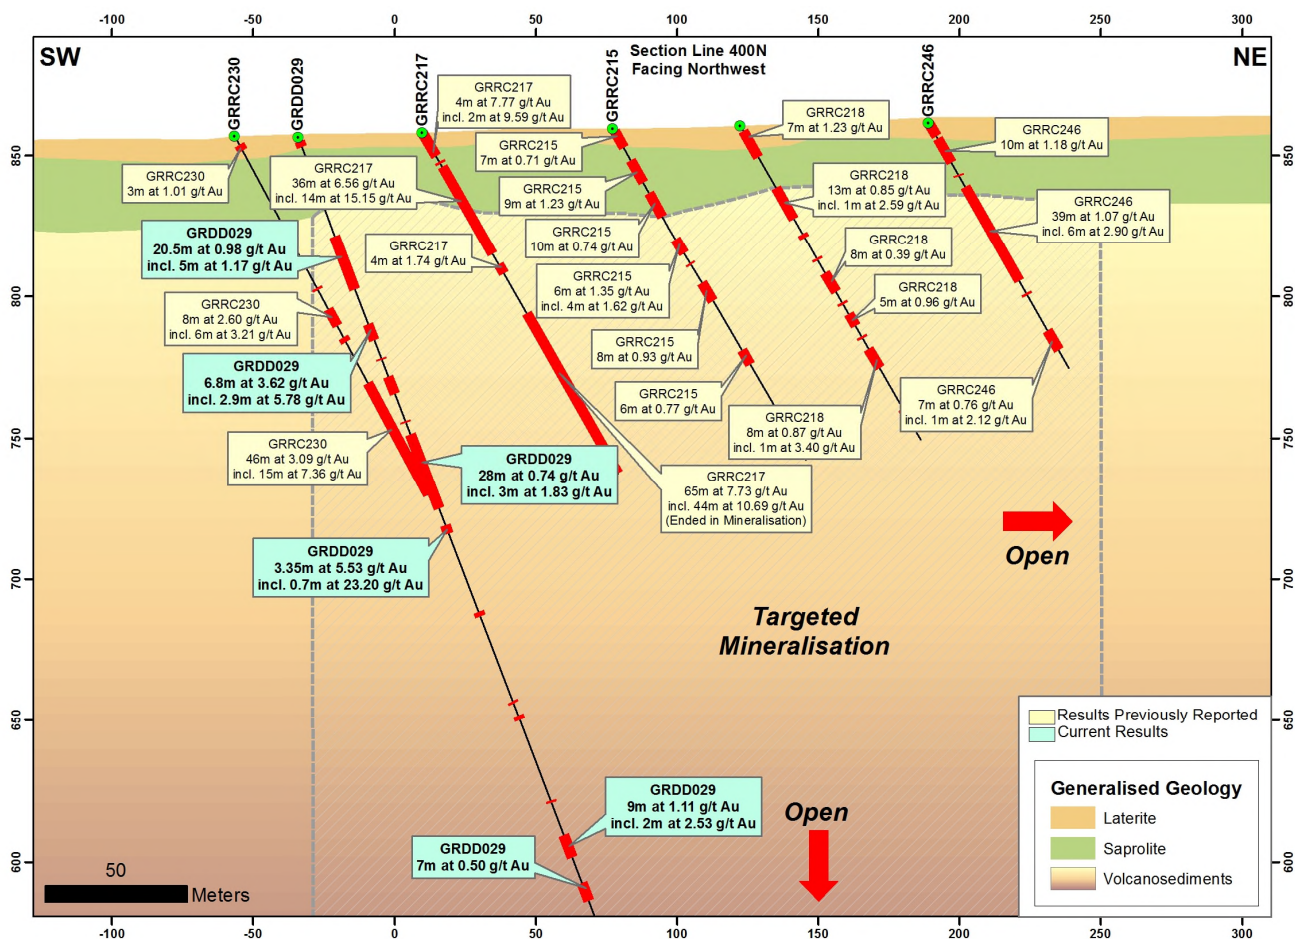 -100 -50 0 50 100 150 200 250 300
SW
NE
Section Line 400N
Facing Northwest
GRRC230
GRDD029
GRRC217
GRRC215
GRRC246
850
800
750
700
650
600
850
800
750
700
650
600
GRRC217
4m at 7.77 g/t Au
incl. 2m at 9.59 g/t Au
GRRC218
7m at 1.23 g/t Au
GRRC246
10m at 1.18 g/t Au
GRRC215
7m at 0.71 g/t Au
GRRC230
3m at 1.01 g/t Au
GRRC217
36m at 6.56 g/t Au
incl. 14m at 15.15 g/t Au
GRRC215
9m at 1.23 g/t Au
GRRC218
13m at 0.85 g/t Au
incl. 1m at 2.59 g/t Au
GRRC246
39m at 1.07 g/t Au
incl. 6m at 2.90 g/t Au
GRDD029
20.5m at 0.98 g/t Au
incl. 5m at 1.17 g/t Au
GRRC217
4m at 1.74 g/t Au
GRRC215
10m at 0.74 g/t Au
GRRC218
8m at 0.39 g/t Au
GRRC215
6m at 1.35 g/t Au
incl. 4m at 1.62 g/t Au
GRRC218
5m at 0.96 g/t Au
GRRC230
8m at 2.60 g/t Au
incl. 6m at 3.21 g/t Au
GRRC215
8m at 0.93 g/t Au
GRDD029
6.8m at 3.62 g/t Au
incl. 2.9m at 5.78 g/t Au
GRRC215
6m at 0.77 g/t Au
GRRC246
7m at 0.76 g/t Au
incl. 1m at 2.12 g/t Au
GRRC218
8m at 0.87 g/t Au
incl. 1m at 3.40 g/t Au
GRRC230
46m at 3.09 g/t Au
incl. 15m at 7.36 g/t Au
GRDD029
28m at 0.74 g/t Au
incl. 3m at 1.83 g/t Au
GRRC217
65m at 7.73 g/t Au
incl. 44m at 10.69 g/t Au
(Ended in Mineralisation)
Open
GRDD029
3.35m at 5.53 g/t Au
incl. 0.7m at 23.20 g/t Au
Targeted
Mineralisation
GRDD029
9m at 1.11 g/t Au
incl. 2m at 2.53 g/t Au
Open
GRDD029
7m at 0.50 g/t Au
Results Previously Reported
Current Results
Generalised Geology
Laterite
Saprolite
Volcanosediments
50
Meters
-100 -50 0 50 100 150 200 250 300